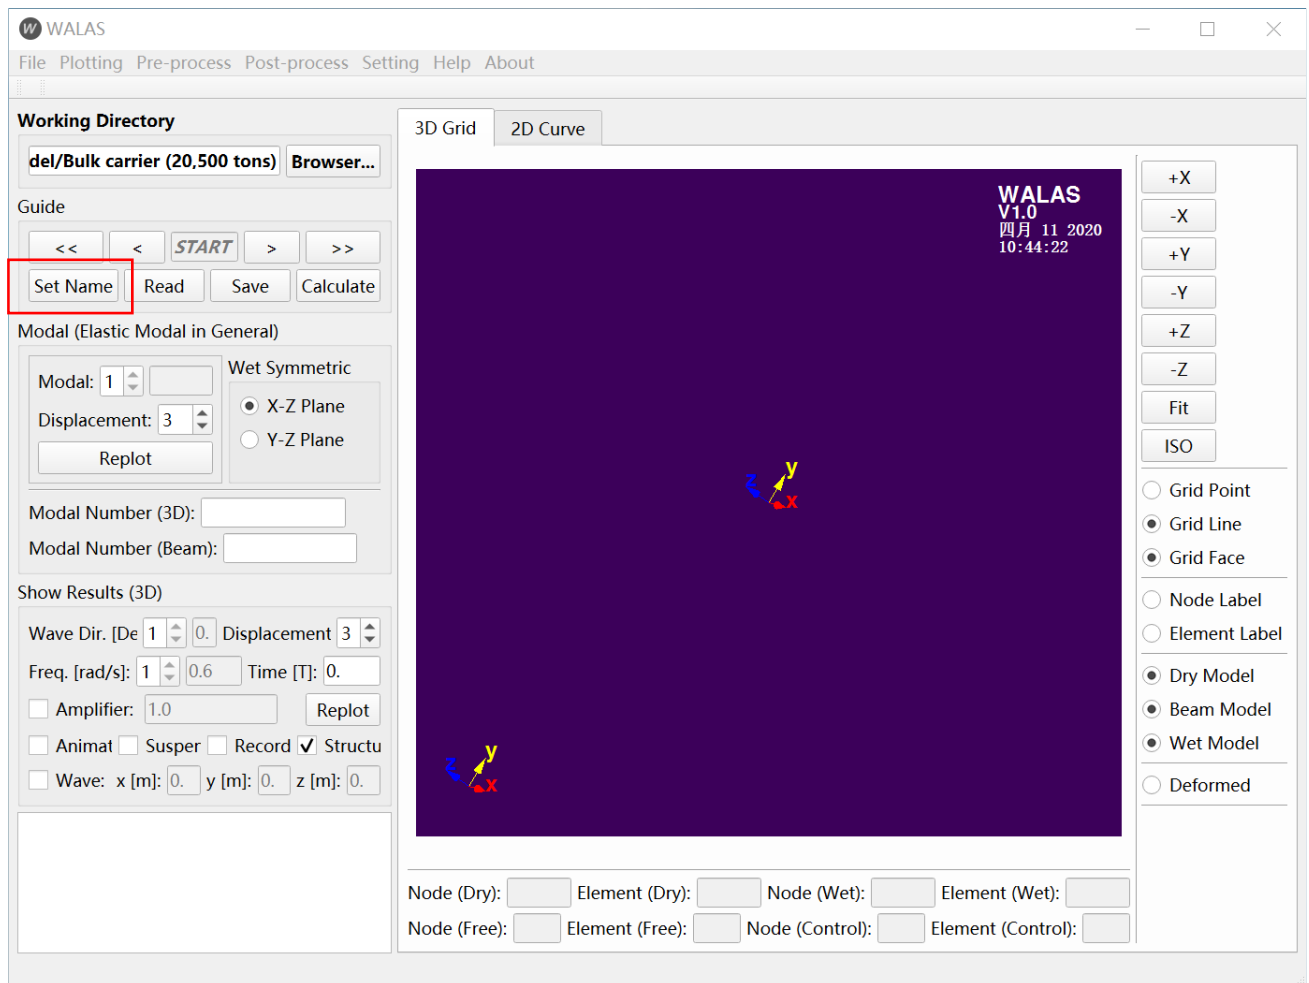 WALAS
File Plotting Pre-process Post-process Setting Help About
Working Directory
del/Bulk carrier (20,500 tons) Browser...
Guide
<< < START > >>
Set Name Read Save Calculate
Modal (Elastic Modal in General)
Modal: 1
Displacement: 3
Replot
Wet Symmetric
X-Z Plane
Y-Z Plane
Modal Number (3D):
Modal Number (Beam):
Show Results (3D)
Wave Dir. [De 1 0. Displacement 3
Freq. [rad/s]: 1 0.6 Time [T]: 0.
Amplifier: 1.0 Replot
Animat Susper Record Structu
Wave: x [m]: 0. y [m]: 0. z [m]: 0.
3D Grid 2D Curve
WALAS
V1.0
四月 11 2020
10:44:22
z y x
z y x
Node (Dry): Element (Dry): Node (Wet): Element (Wet):
Node (Free): Element (Free): Node (Control): Element (Control):
+X
-X
+Y
-Y
+Z
-Z
Fit
ISO
Grid Point
Grid Line
Grid Face
Node Label
Element Label
Dry Model
Beam Model
Wet Model
Deformed